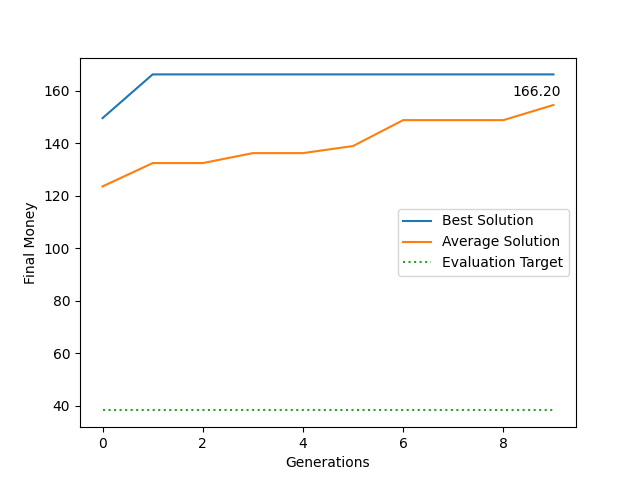 160
140
120
100
80
60
40
Final Money
166.20
Best Solution
Average Solution
Evaluation Target
0 2 4 6 8
Generations